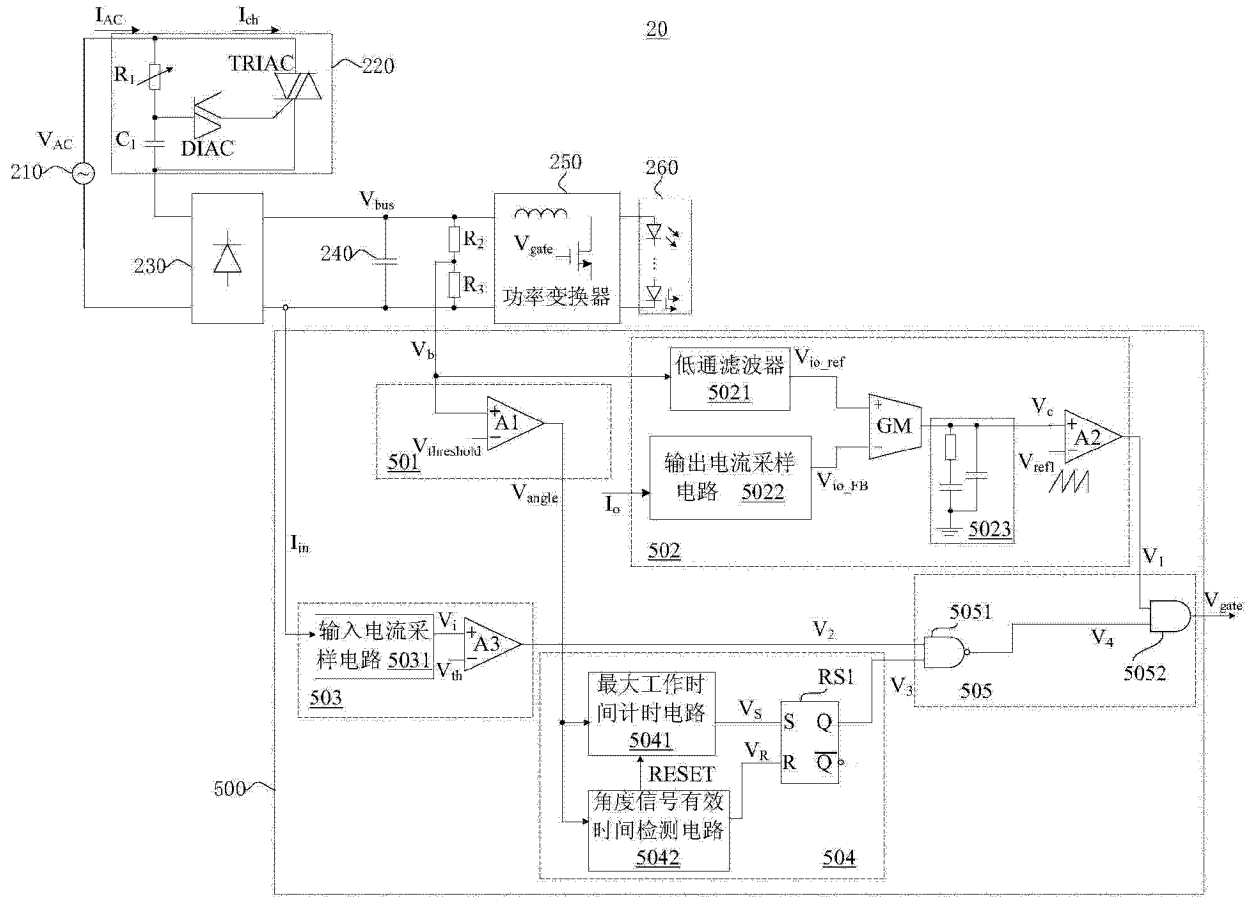 I_AC
I_ch
20
R_1
TRIAC
220
C_1
DIAC
V_AC
210
230
V_bus
240
R_2
R_3
250
V_gate
功率变换器
260
...
V_b
低通滤波器
5021
V_io_ref
A1
+
−
V_threshold
501
V_angle
输出电流采样
电路 5022
I_o
V_io_FB
+
−
GM
5023
502
V_c
V_ref1
+
−
A2
V_1
I_in
输入电流采
样电路 5031
V_i
V_th
+
−
A3
503
V_2
5051
V_3
V_4
5052
505
V_gate
最大工作时
间计时电路
5041
RESET
角度信号有效
时间检测电路
5042
V_S
V_R
RS1
S Q
R Q̅
504
500